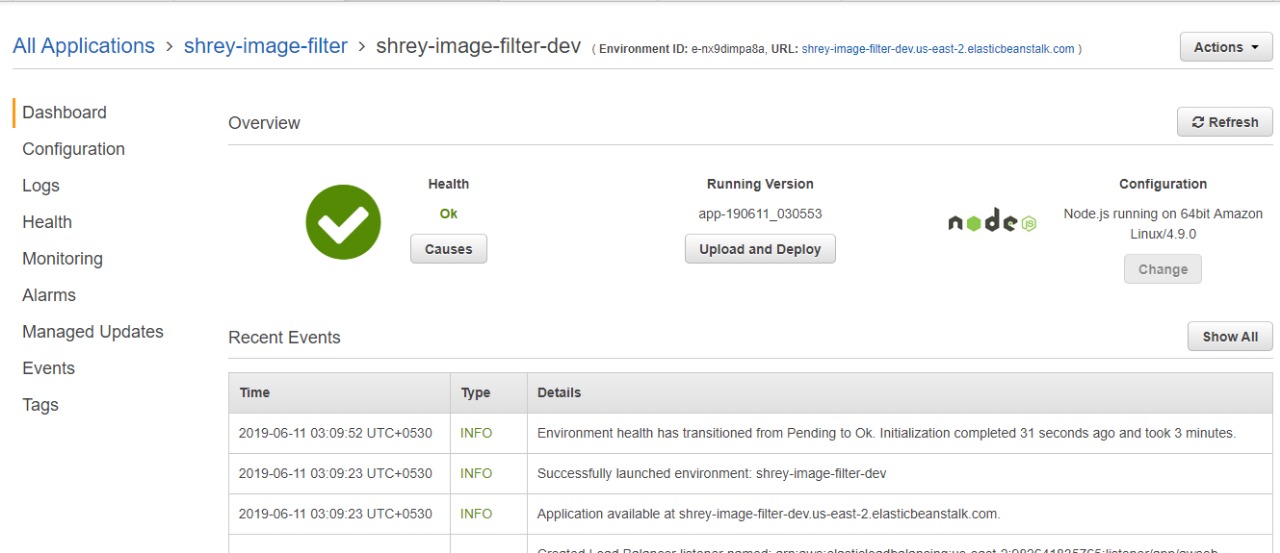 All Applications > shrey-image-filter > shrey-image-filter-dev ( Environment ID: e-nx9dimpa8a, URL: shrey-image-filter-dev.us-east-2.elasticbeanstalk.com )
Actions
Dashboard
Configuration
Logs
Health
Monitoring
Alarms
Managed Updates
Events
Tags
Overview
Refresh
Health
Ok
Causes
Running Version
app-190611_030553
Upload and Deploy
node JS
Configuration
Node.js running on 64bit Amazon
Linux/4.9.0
Change
Recent Events
Show All
Time Type Details
2019-06-11 03:09:52 UTC+0530 INFO Environment health has transitioned from Pending to Ok. Initialization completed 31 seconds ago and took 3 minutes.
2019-06-11 03:09:23 UTC+0530 INFO Successfully launched environment: shrey-image-filter-dev
2019-06-11 03:09:23 UTC+0530 INFO Application available at shrey-image-filter-dev.us-east-2.elasticbeanstalk.com.
Created Load Balancer listener named: